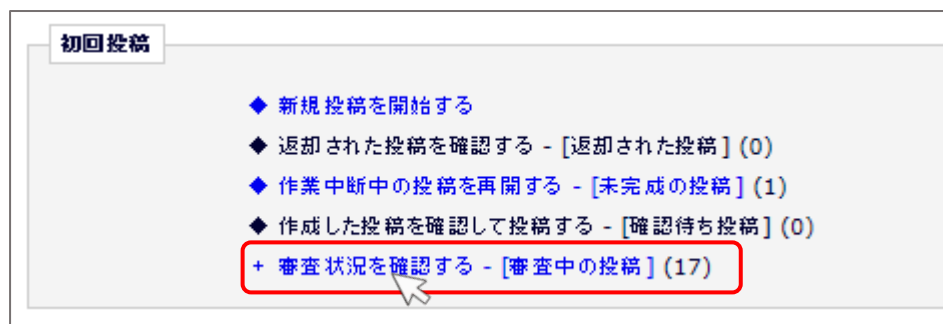 初回投稿
◆ 新規投稿を開始する
◆ 返却された投稿を確認する - [返却された投稿] (0)
◆ 作業中断中の投稿を再開する - [未完成の投稿] (1)
◆ 作成した投稿を確認して投稿する - [確認待ち投稿] (0)
+ 審査状況を確認する - [審査中の投稿] (17)